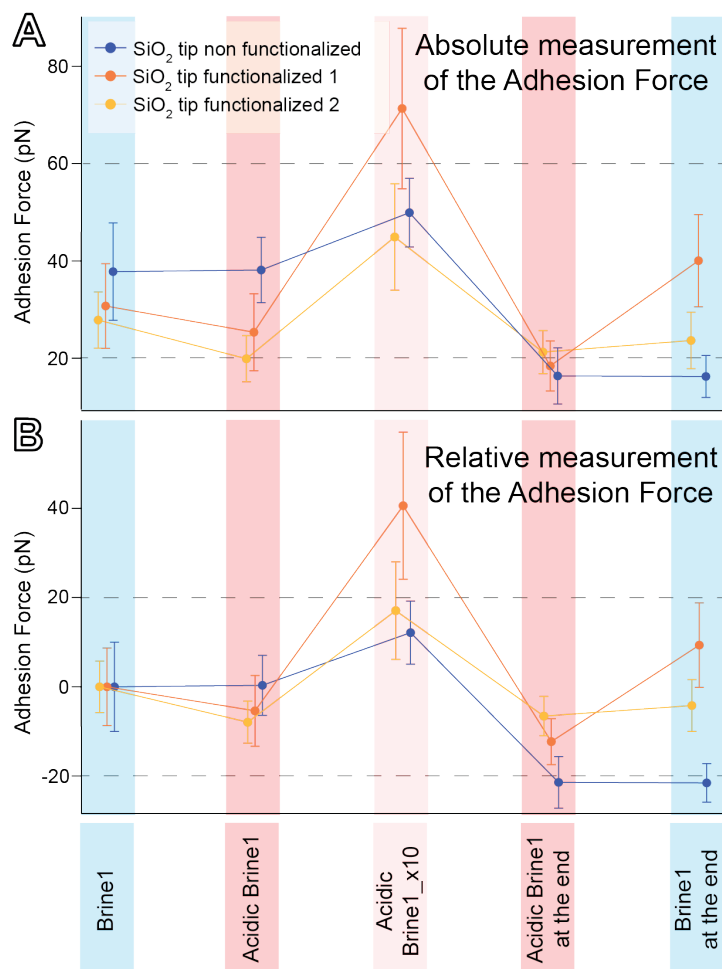 A
SiO₂ tip non functionalized
SiO₂ tip functionalized 1
SiO₂ tip functionalized 2
Absolute measurement
of the Adhesion Force
Adhesion Force (pN)
80
60
40
20
B
Relative measurement
of the Adhesion Force
Adhesion Force (pN)
40
20
0
-20
Brine1
Acidic Brine1
Acidic
Brine1_x10
Acidic Brine1
at the end
Brine1
at the end